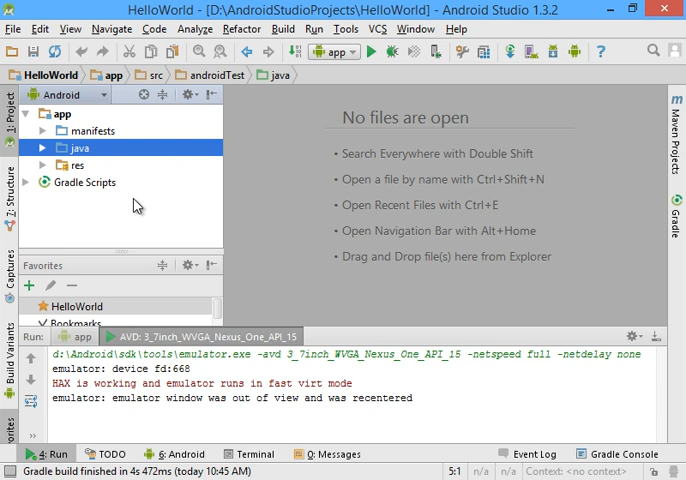 HelloWorld - [D:\AndroidStudioProjects\HelloWorld] - Android Studio 1.3.2
File Edit View Navigate Code Analyze Refactor Build Run Tools VCS Window Help
app
HelloWorld app src androidTest java
1: Project
Android
app
manifests
java
res
Gradle Scripts
7: Structure
Captures
Build Variants
Favorites
HelloWorld
Bookmarks
No files are open
• Search Everywhere with Double Shift
• Open a file by name with Ctrl+Shift+N
• Open Recent Files with Ctrl+E
• Open Navigation Bar with Alt+Home
• Drag and Drop file(s) here from Explorer
Maven Projects
Gradle
Run: app AVD: 3_7inch_WVGA_Nexus_One_API_15
d:\Android\sdk\tools\emulator.exe -avd 3_7inch_WVGA_Nexus_One_API_15 -netspeed full -netdelay none
emulator: device fd:668
HAX is working and emulator runs in fast virt mode
emulator: emulator window was out of view and was recentered
4: Run TODO 6: Android Terminal 0: Messages Event Log Gradle Console
Gradle build finished in 4s 472ms (today 10:45 AM) 5:1 n/a n/a Context: <no context>